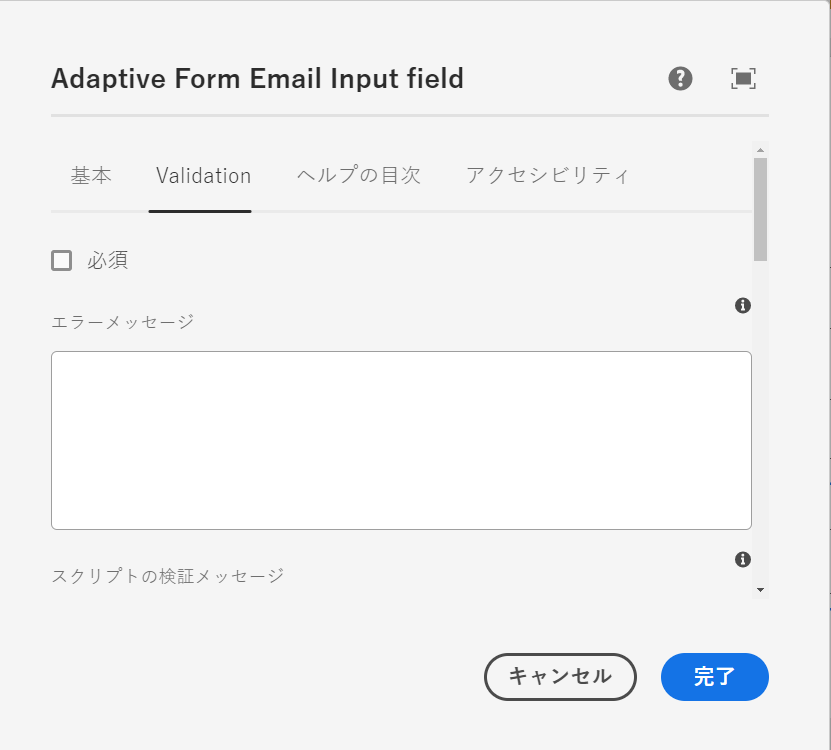 Adaptive Form Email Input field
基本 Validation ヘルプの目次 アクセシビリティ
必須
エラーメッセージ
スクリプトの検証メッセージ
キャンセル 完了